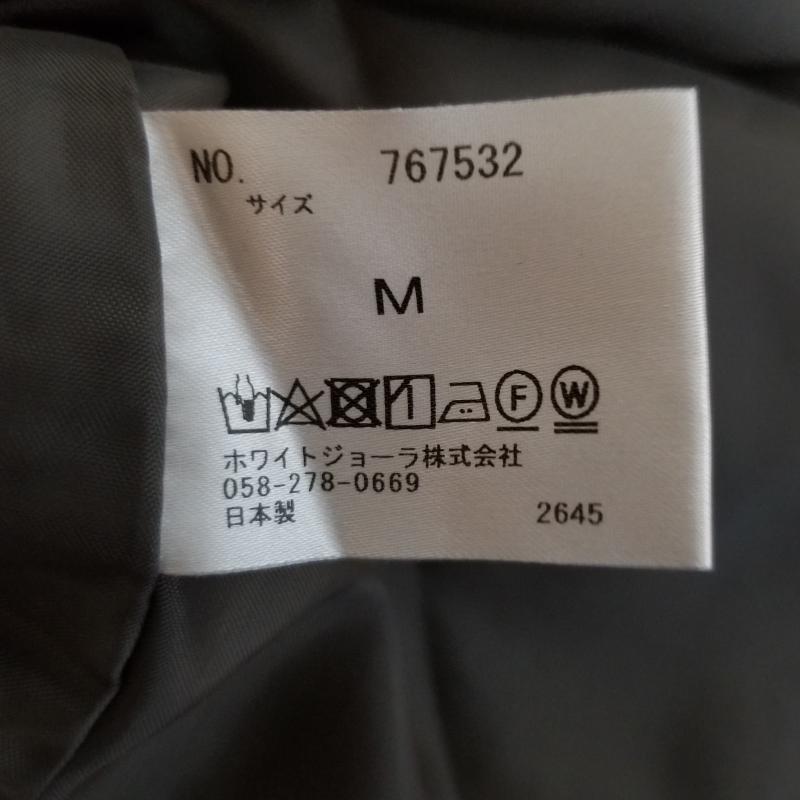 NO. 767532
サイズ
M
F W
ホワイトジョーラ株式会社
058-278-0669
日本製 2645